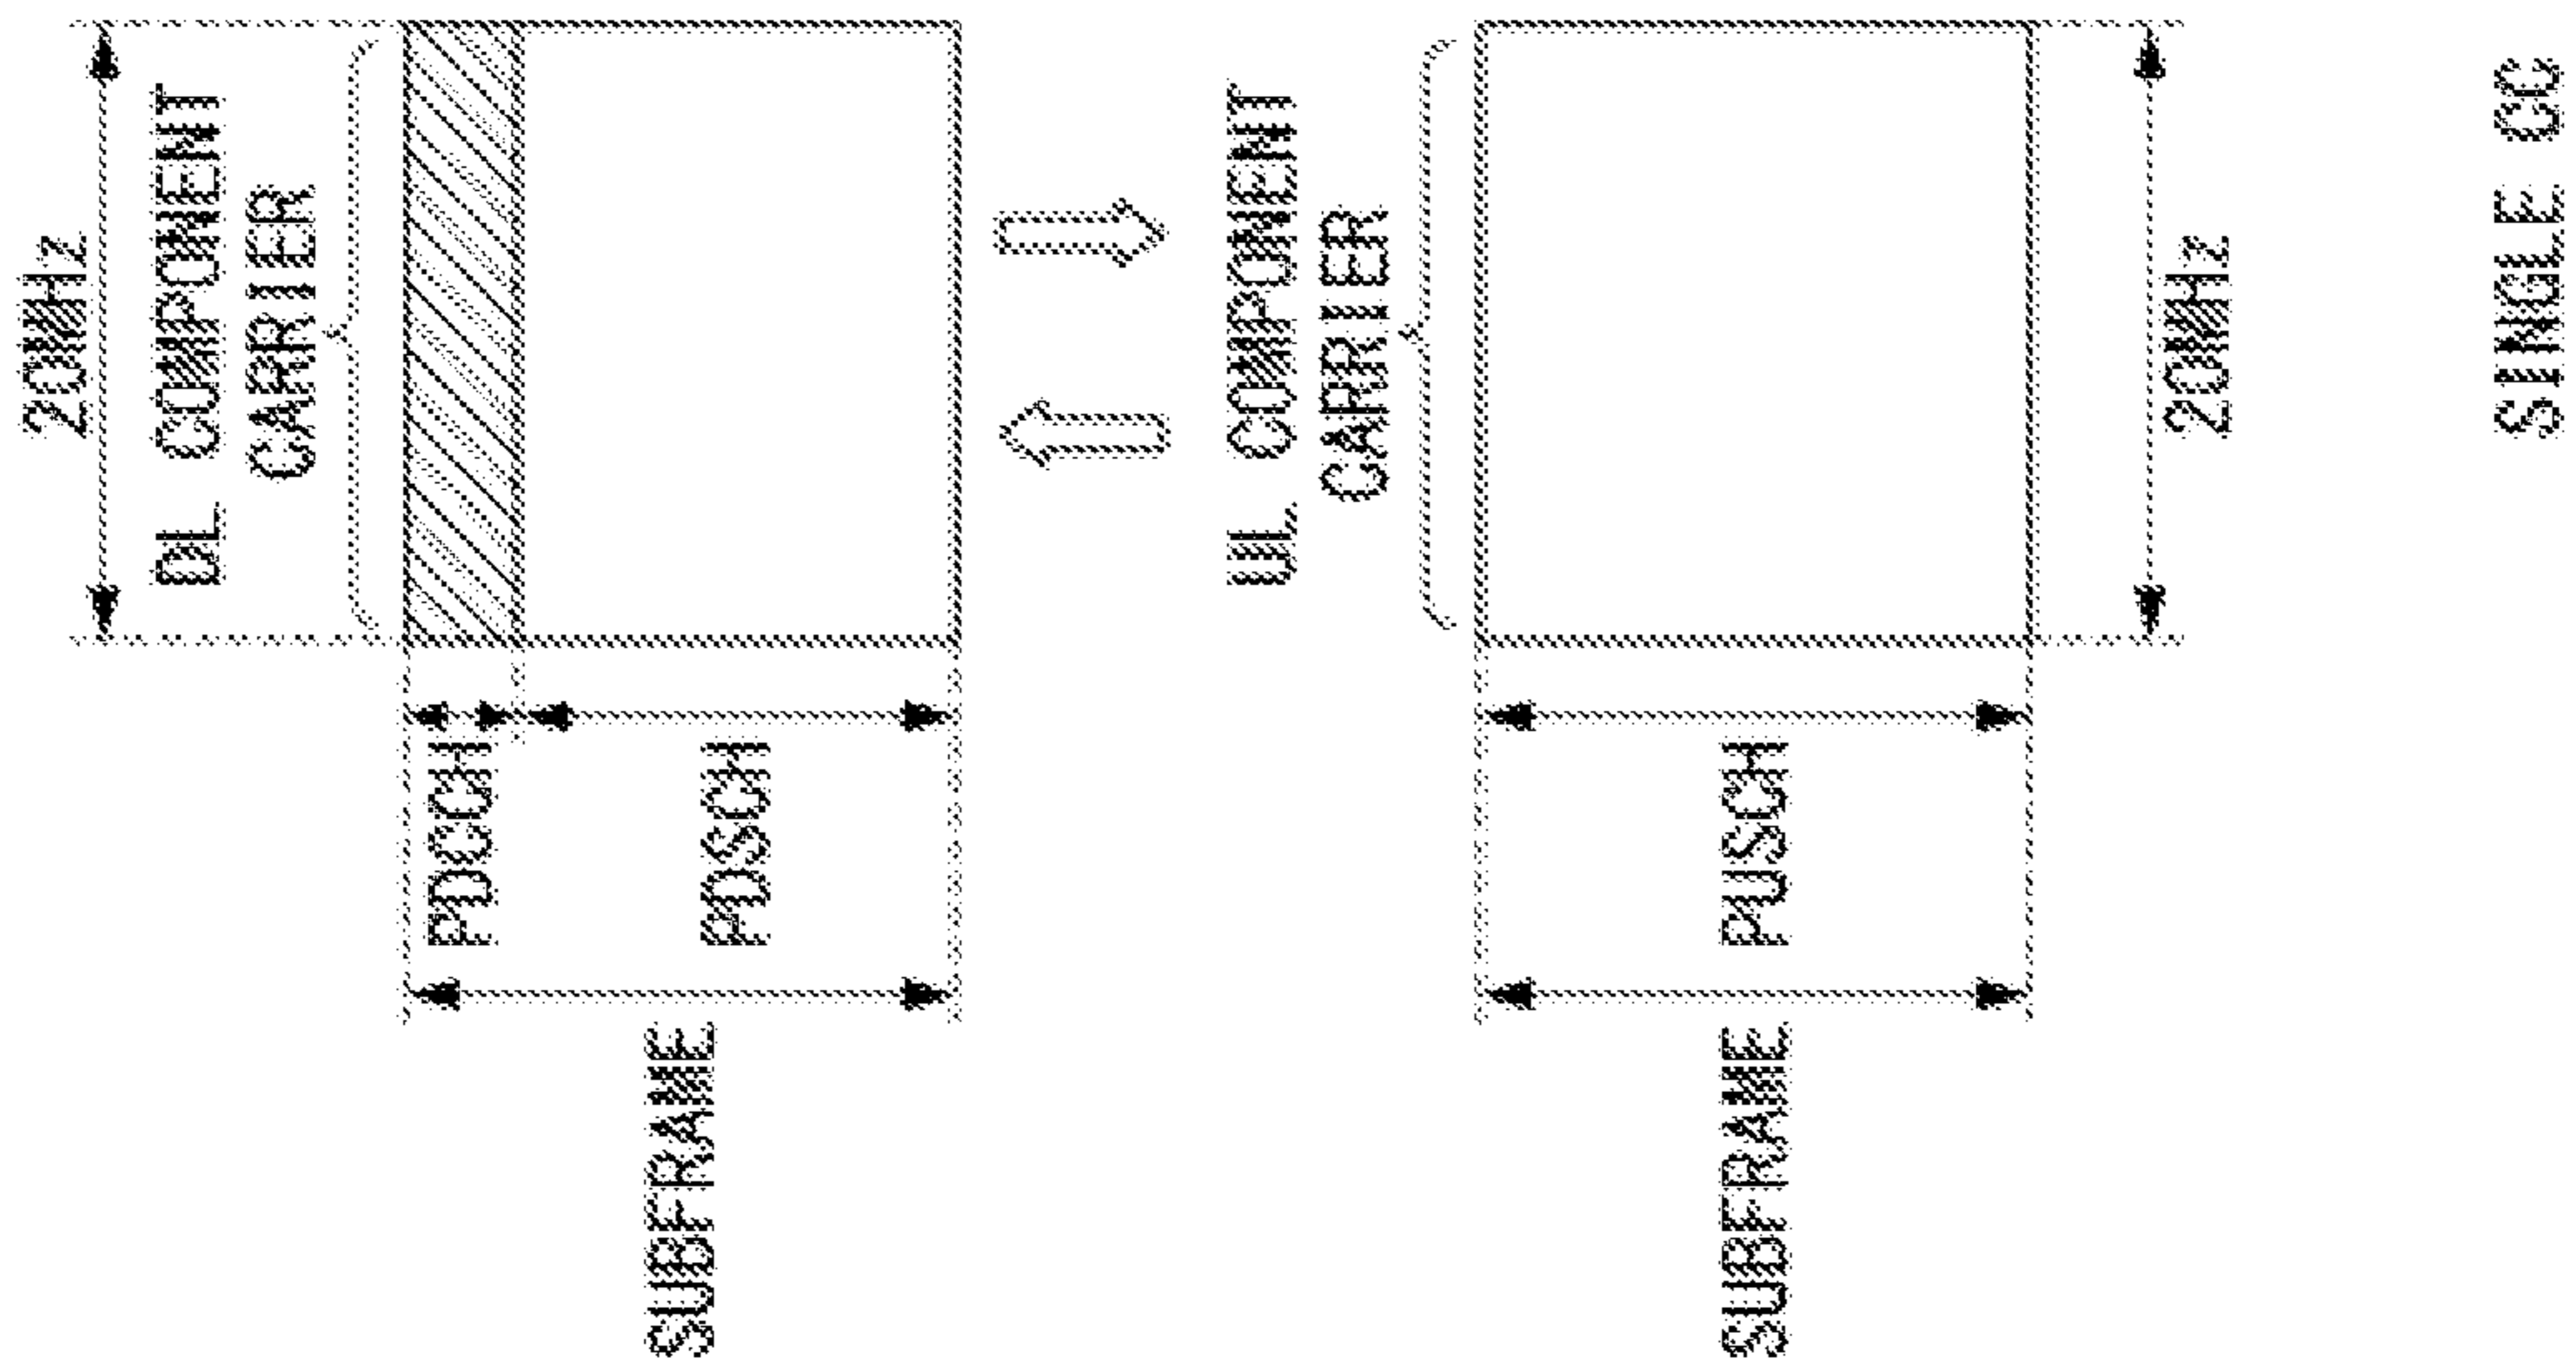 20MHz
DL COMPONENT
CARRIER
PDCCH
PDSCH
SUBFRAME
UL COMPONENT
CARRIER
PUSCH
SUBFRAME
20MHz
SINGLE CC